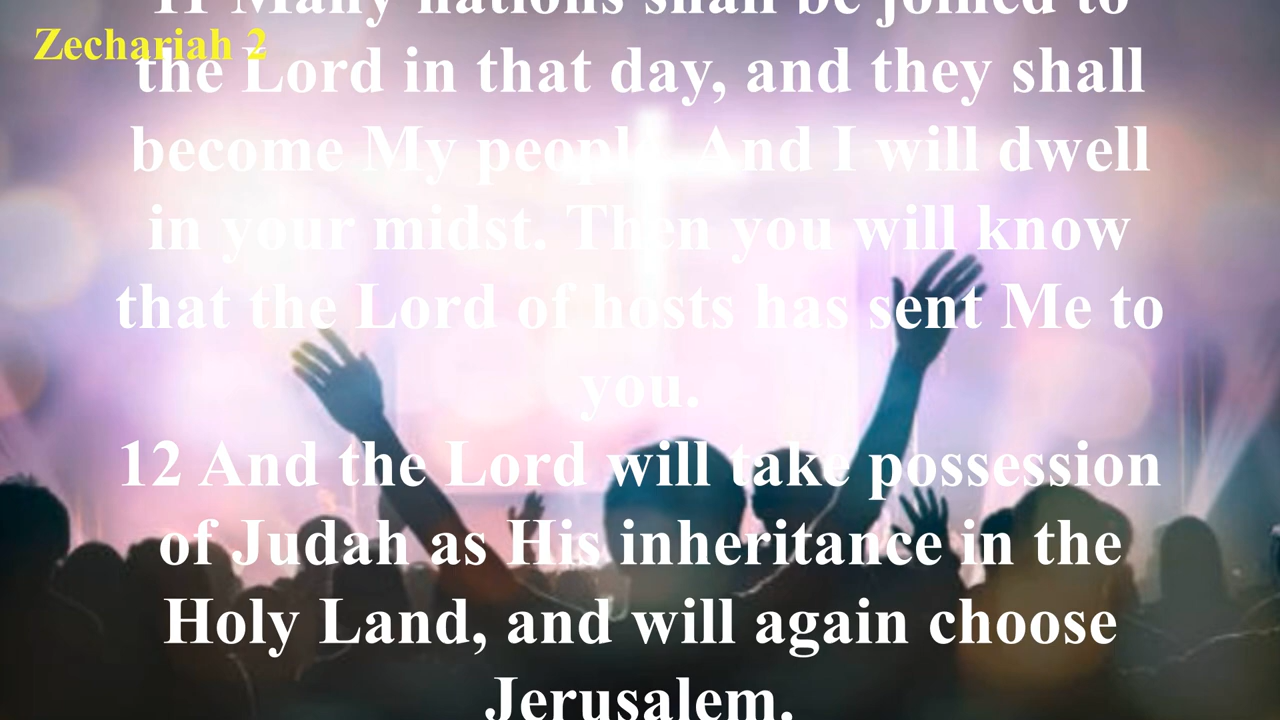 11 Many nations shall be joined to
Zechariah 2
the Lord in that day, and they shall
become My people. And I will dwell
in your midst. Then you will know
that the Lord of hosts has sent Me to
you.
12 And the Lord will take possession
of Judah as His inheritance in the
Holy Land, and will again choose
Jerusalem.